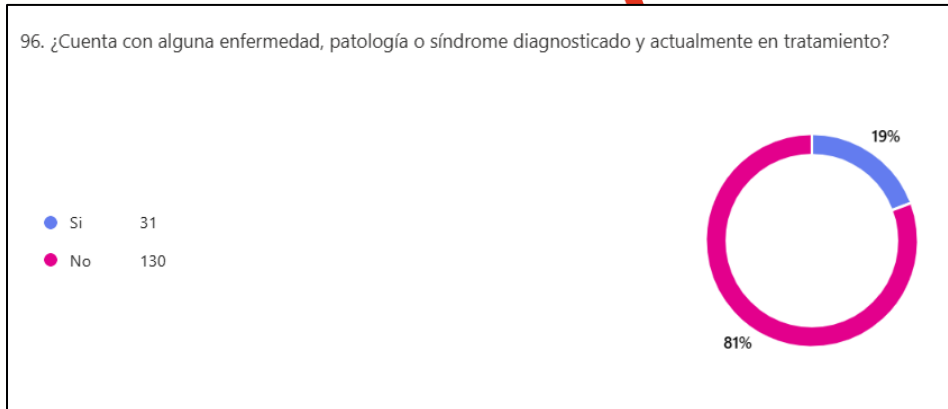 96. ¿Cuenta con alguna enfermedad, patología o síndrome diagnosticado y actualmente en tratamiento?
19%
Si 31
No 130
81%